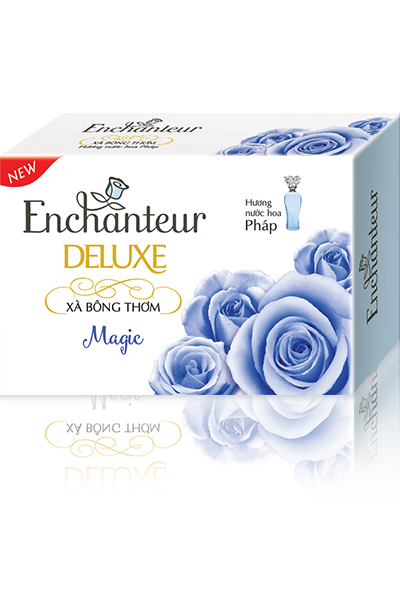 Enchanteur
XÀ BÔNG THƠM
Hương nước hoa Pháp
NEW
Enchanteur
DELUXE
XÀ BÔNG THƠM
Magic
Hương
nước hoa
Pháp
Enchanteur